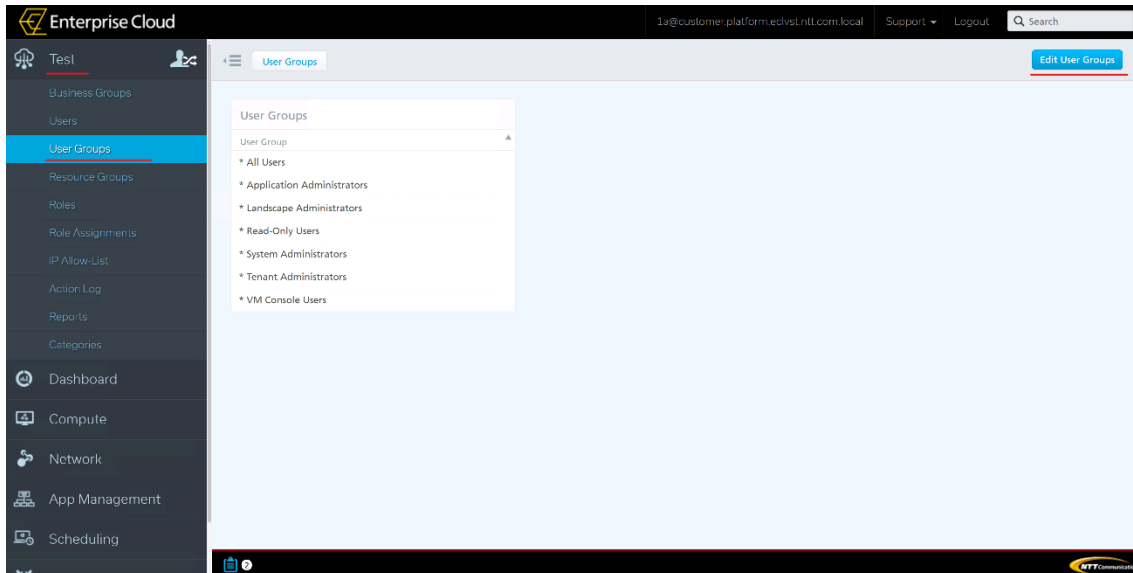 Enterprise Cloud
1a@customer.platform.eclvst.ntt.com.local
Support
Logout
Search
Test
Business Groups
Users
User Groups
Resource Groups
Roles
Role Assignments
IP Allow-List
Action Log
Reports
Categories
Dashboard
Compute
Network
App Management
Scheduling
User Groups
Edit User Groups
User Groups
User Group
* All Users
* Application Administrators
* Landscape Administrators
* Read-Only Users
* System Administrators
* Tenant Administrators
* VM Console Users
2
NTT Communicati